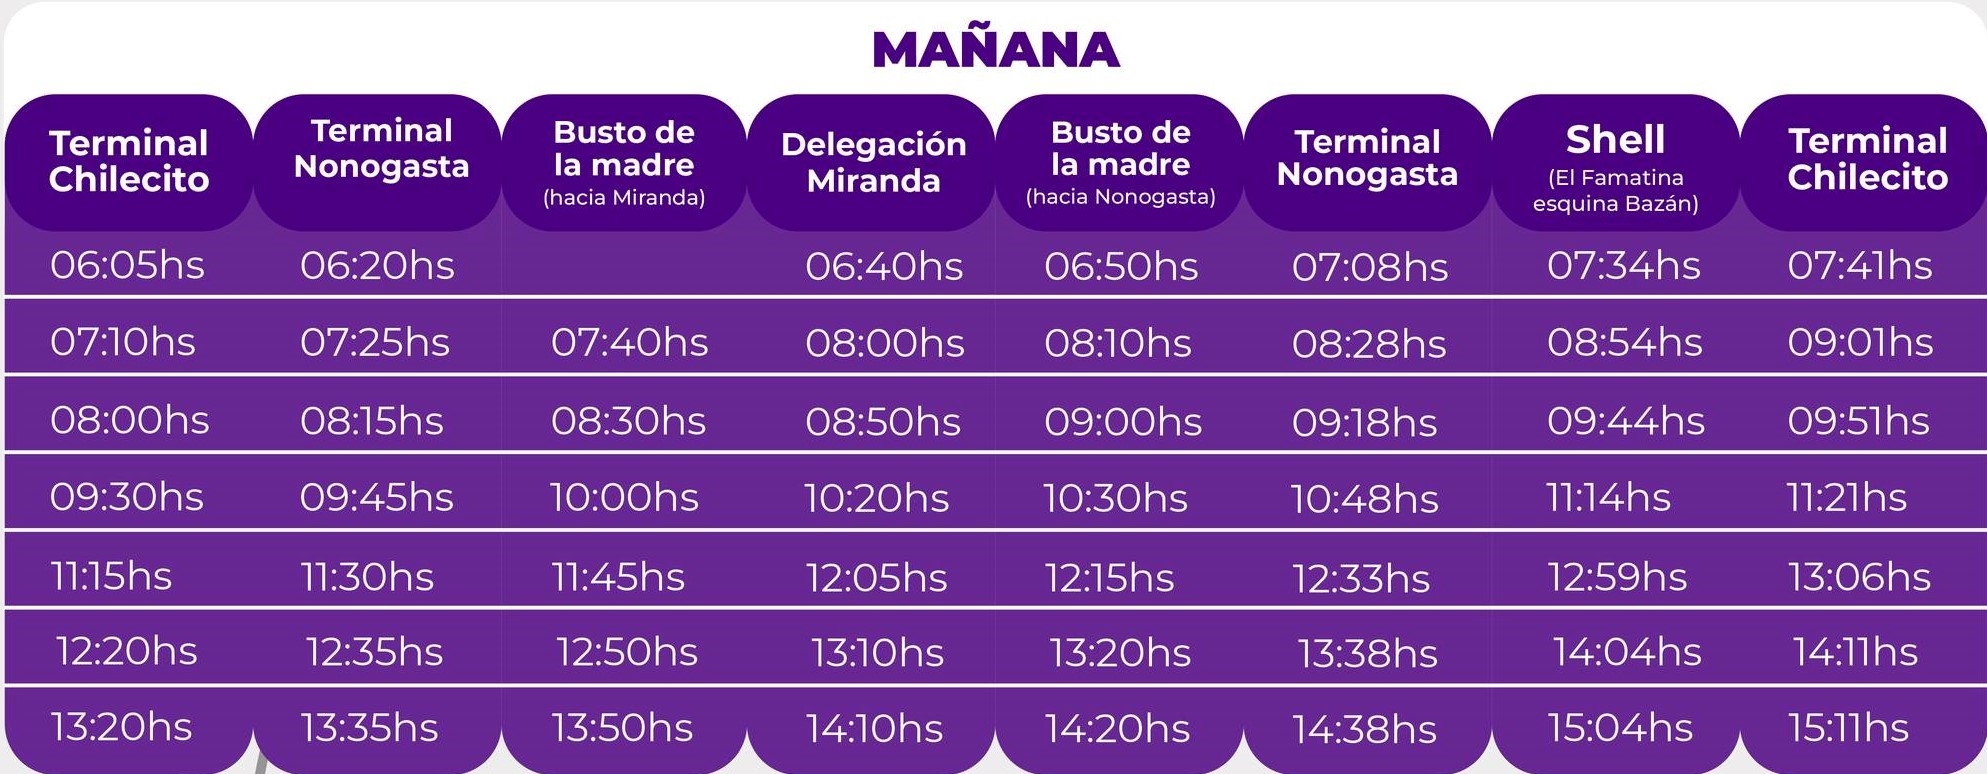 MAÑANA
Terminal
Chilecito
Terminal
Nonogasta
Busto de
la madre
(hacia Miranda)
Delegación
Miranda
Busto de
la madre
(hacia Nonogasta)
Terminal
Nonogasta
Shell
(El Famatina
esquina Bazán)
Terminal
Chilecito
06:05hs 06:20hs 06:40hs 06:50hs 07:08hs 07:34hs 07:41hs
07:10hs 07:25hs 07:40hs 08:00hs 08:10hs 08:28hs 08:54hs 09:01hs
08:00hs 08:15hs 08:30hs 08:50hs 09:00hs 09:18hs 09:44hs 09:51hs
09:30hs 09:45hs 10:00hs 10:20hs 10:30hs 10:48hs 11:14hs 11:21hs
11:15hs 11:30hs 11:45hs 12:05hs 12:15hs 12:33hs 12:59hs 13:06hs
12:20hs 12:35hs 12:50hs 13:10hs 13:20hs 13:38hs 14:04hs 14:11hs
13:20hs 13:35hs 13:50hs 14:10hs 14:20hs 14:38hs 15:04hs 15:11hs